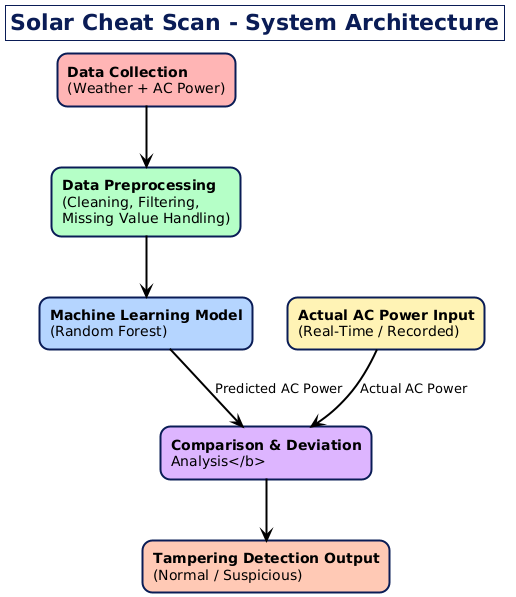 Solar Cheat Scan - System Architecture
Data Collection
(Weather + AC Power)
Data Preprocessing
(Cleaning, Filtering,
Missing Value Handling)
Machine Learning Model
(Random Forest)
Actual AC Power Input
(Real-Time / Recorded)
Predicted AC Power
Actual AC Power
Comparison & Deviation
Analysis</b>
Tampering Detection Output
(Normal / Suspicious)